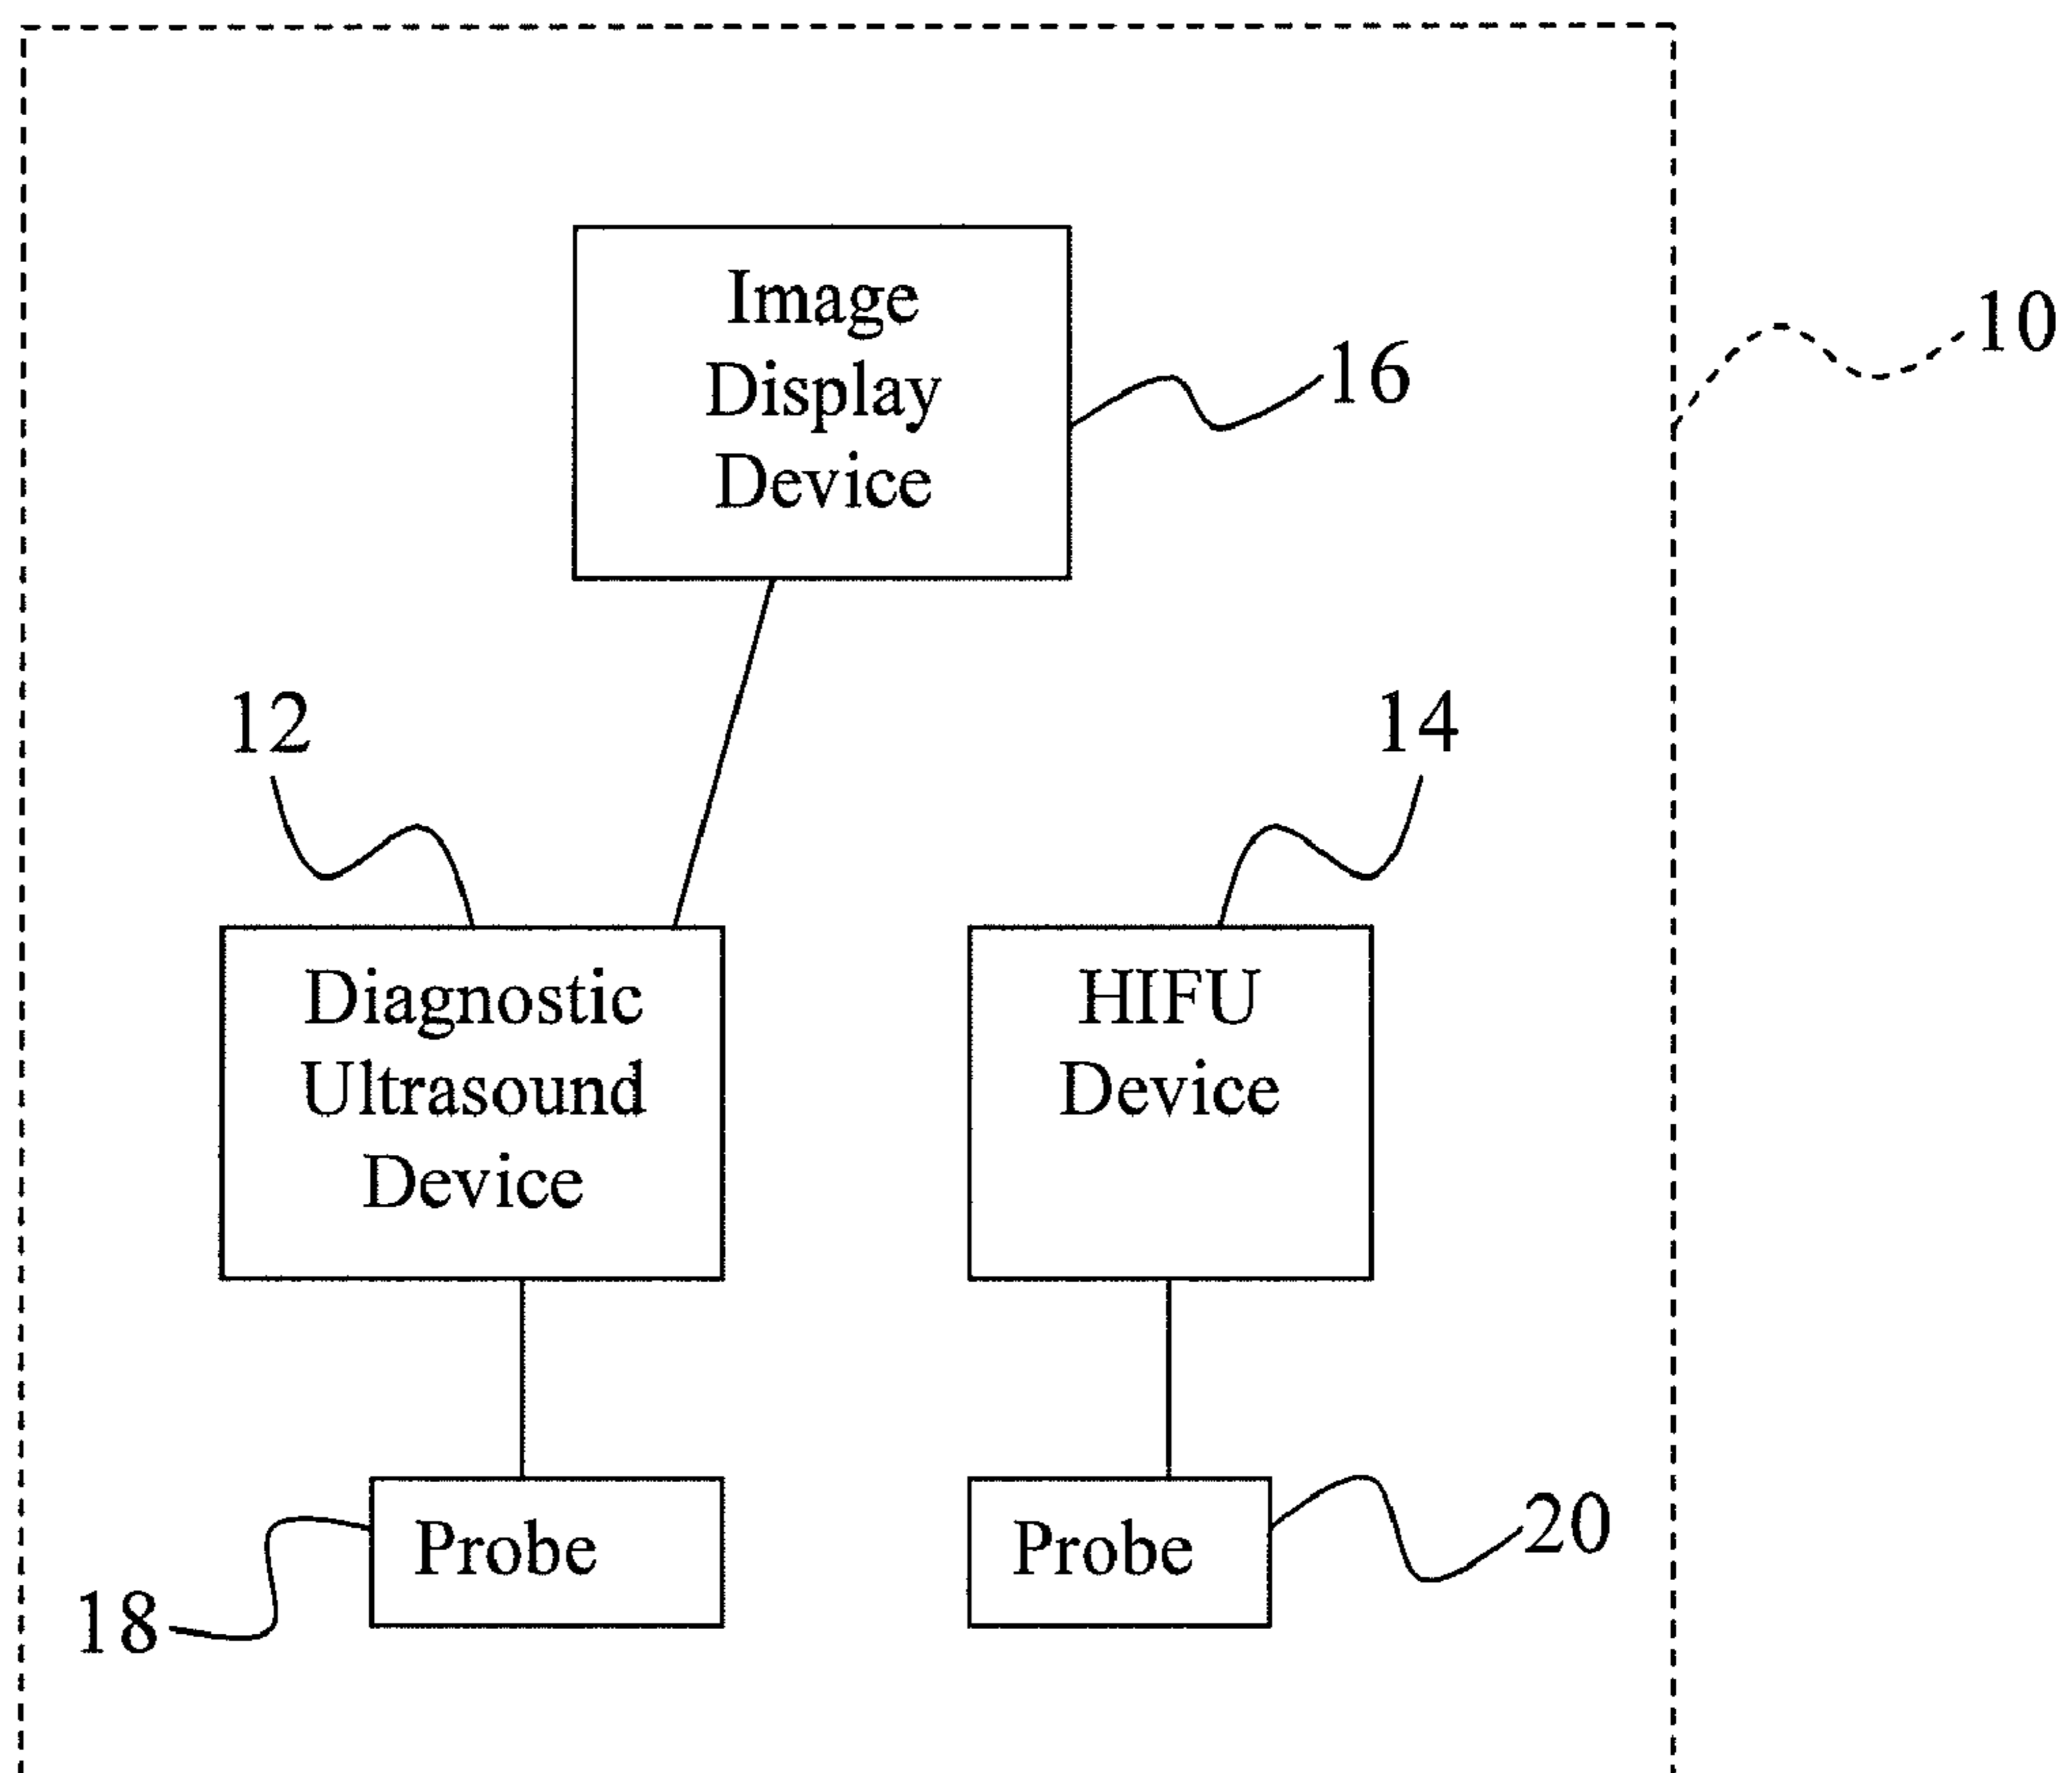 Image
Display
Device
16
10
12
14
Diagnostic
Ultrasound
Device
HIFU
Device
Probe
Probe
20
18